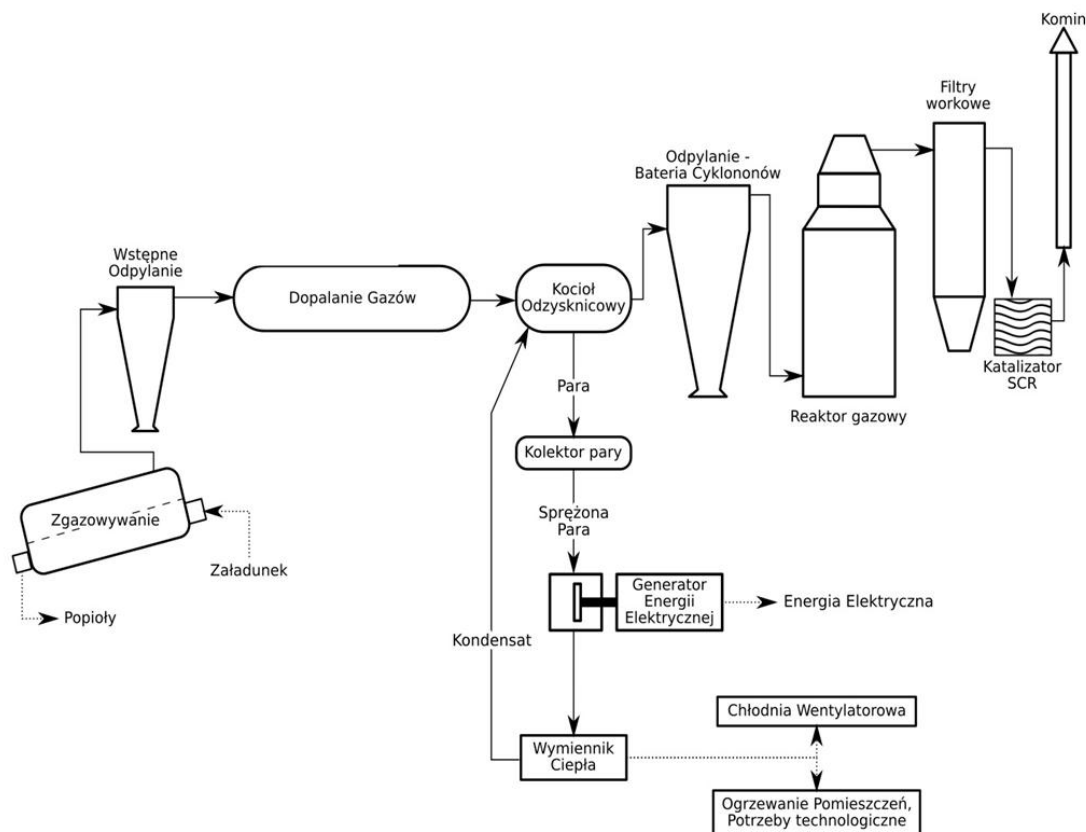 Komin
Filtry
workowe
Odpylanie -
Bateria Cyklononów
Wstępne
Odpylanie
Dopalanie Gazów
Kocioł
Odzysknicowy
Katalizator
SCR
Para
Reaktor gazowy
Kolektor pary
Zgazowywanie
Sprężona
Para
Załadunek
Popioły
Generator
Energii
Elektrycznej
Energia Elektryczna
Kondensat
Chłodnia Wentylatorowa
Wymiennik
Ciepła
Ogrzewanie Pomieszczeń,
Potrzeby technologiczne